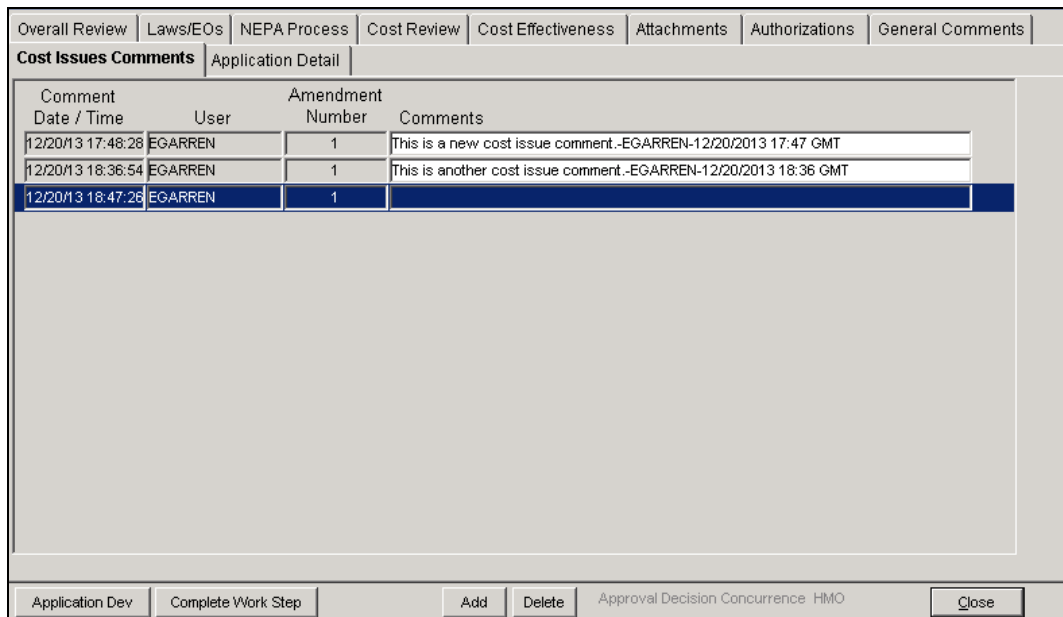 Overall Review Laws/EOs NEPA Process Cost Review Cost Effectiveness Attachments Authorizations General Comments
Cost Issues Comments Application Detail
Comment Amendment
Date / Time User Number Comments
12/20/13 17:48:28 EGARREN 1 This is a new cost issue comment.-EGARREN-12/20/2013 17:47 GMT
12/20/13 18:36:54 EGARREN 1 This is another cost issue comment.-EGARREN-12/20/2013 18:36 GMT
12/20/13 18:47:26 EGARREN 1
Application Dev Complete Work Step Add Delete Approval Decision Concurrence HMO Close